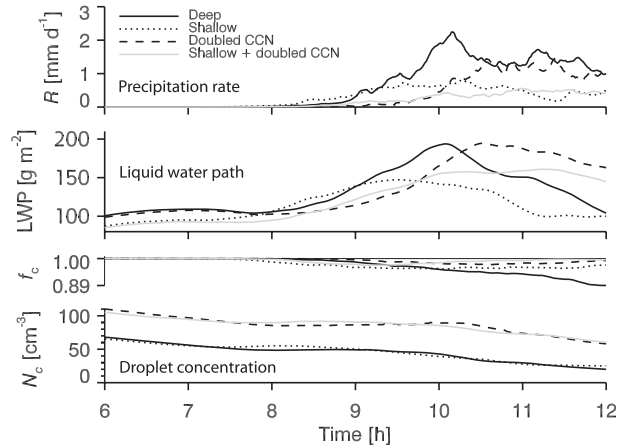 Deep
Shallow
Doubled CCN
Shallow + doubled CCN
3
2
1
0
R [mm d⁻¹]
Precipitation rate
200
150
100
LWP [g m⁻²]
Liquid water path
1.00
0.89
f_c
100
50
0
N_c [cm⁻³]
Droplet concentration
6 7 8 9 10 11 12
Time [h]